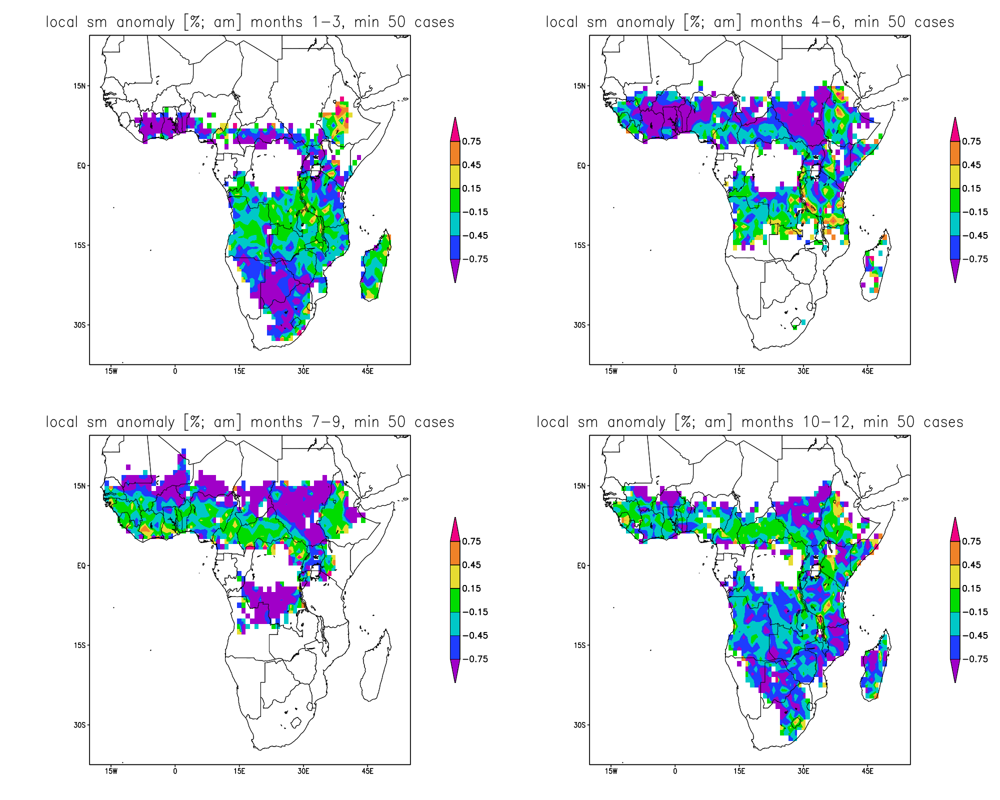 local sm anomaly [%; am] months 1-3, min 50 cases
15N
EQ
15S
30S
15W 0 15E 30E 45E
0.75
0.45
0.15
-0.15
-0.45
-0.75
local sm anomaly [%; am] months 4-6, min 50 cases
15N
EQ
15S
30S
15W 0 15E 30E 45E
0.75
0.45
0.15
-0.15
-0.45
-0.75
local sm anomaly [%; am] months 7-9, min 50 cases
15N
EQ
15S
30S
15W 0 15E 30E 45E
0.75
0.45
0.15
-0.15
-0.45
-0.75
local sm anomaly [%; am] months 10-12, min 50 cases
15N
EQ
15S
30S
15W 0 15E 30E 45E
0.75
0.45
0.15
-0.15
-0.45
-0.75